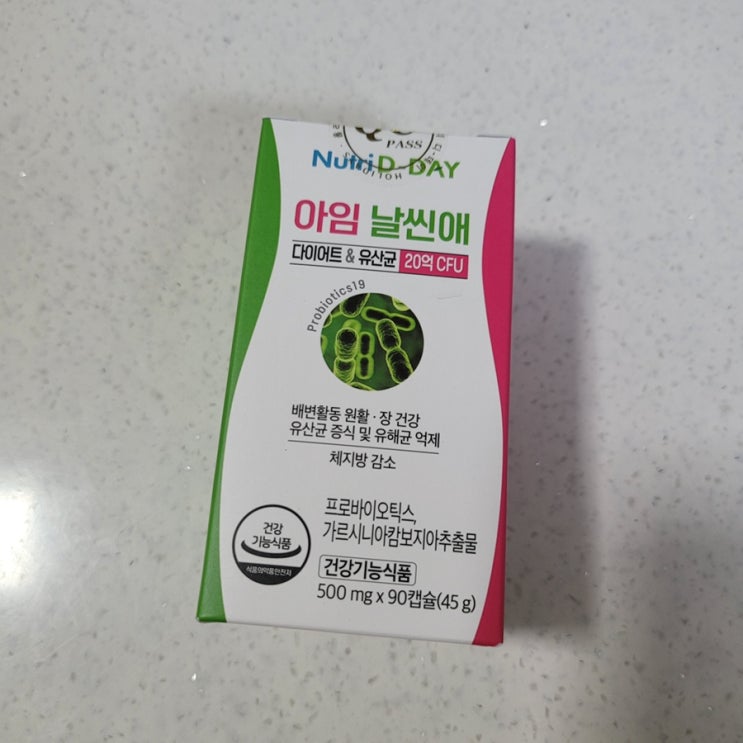 PASS
Nutri D-DAY
아임 날씬애
다이어트 & 유산균 20억 CFU
Probiotics19
배변활동 원활 · 장 건강
유산균 증식 및 유해균 억제
체지방 감소
프로바이오틱스,
가르시니아캄보지아추출물
건강
기능식품
식품의약품안전처
건강기능식품
500 mg x 90캡슐(45 g)